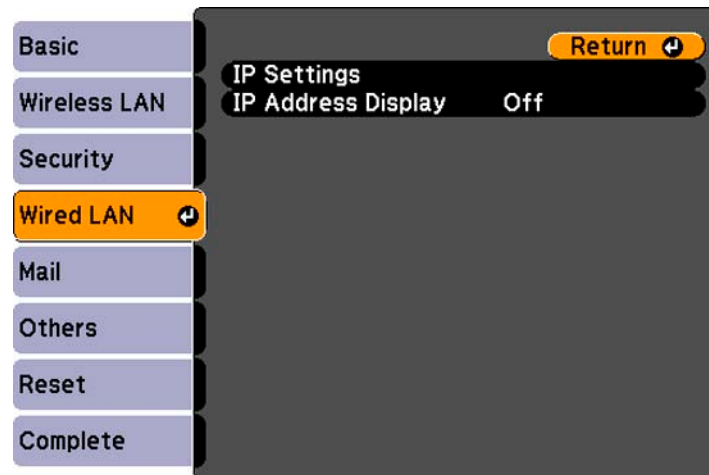 Basic
Wireless LAN
Security
Wired LAN
Mail
Others
Reset
Complete
Return
IP Settings
IP Address Display Off